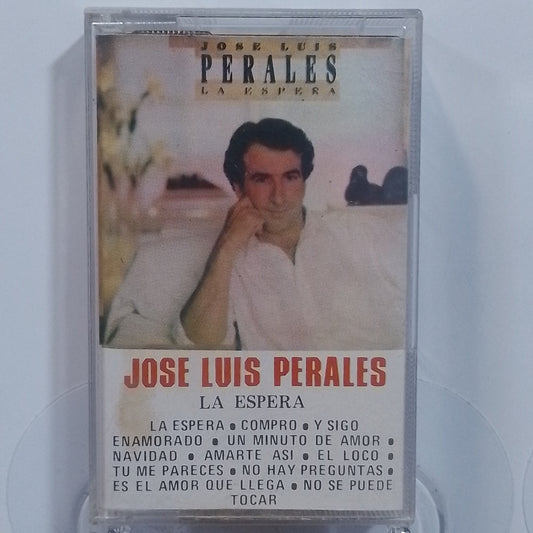 JOSE LUIS
PERALES
LA ESPERA
JOSE LUIS PERALES
LA ESPERA
LA ESPERA • COMPRO • Y SIGO
ENAMORADO • UN MINUTO DE AMOR •
NAVIDAD • AMARTE ASI • EL LOCO •
TU ME PARECES • NO HAY PREGUNTAS •
ES EL AMOR QUE LLEGA • NO SE PUEDE
TOCAR